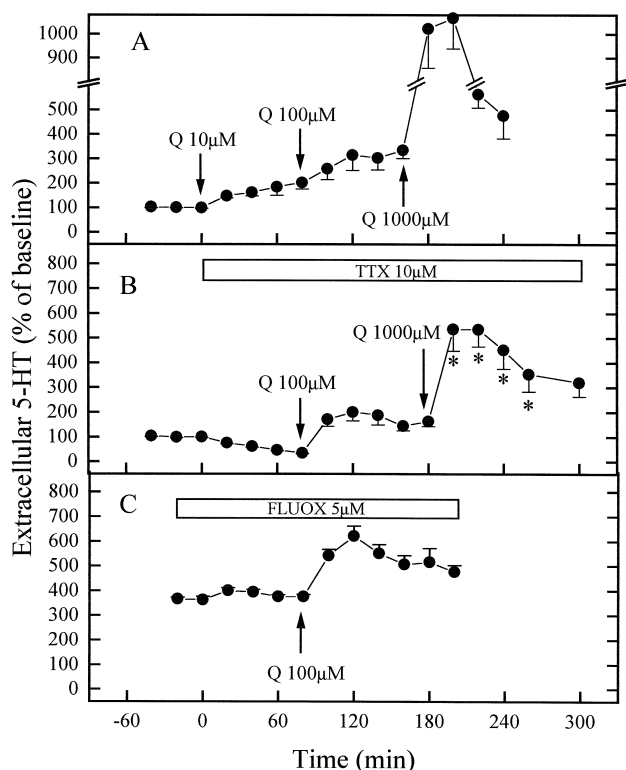 A
1000
900
500
400
300
200
100
0
Q 10µM
Q 100µM
Q 1000µM
Extracellular 5-HT (% of baseline)
B
TTX 10µM
800
700
600
500
400
300
200
100
0
Q 100µM
Q 1000µM
*
*
*
*
C
FLUOX 5µM
800
700
600
500
400
300
200
100
0
Q 100µM
-60
0
60
120
180
240
300
Time (min)